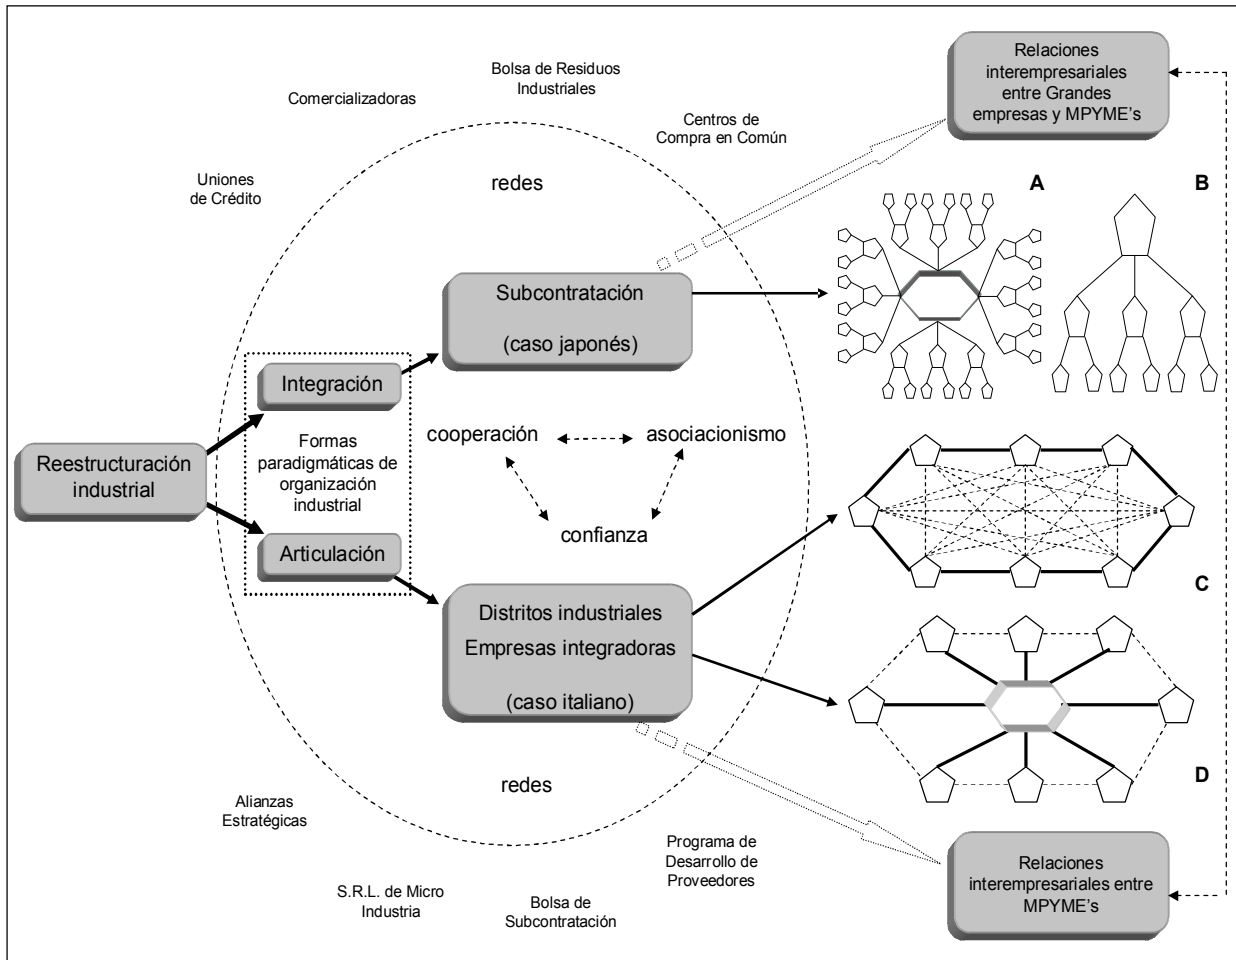 Relaciones
interempresariales
entre Grandes
empresas y MPYME's
Bolsa de Residuos
Industriales
Comercializadoras
Centros de
Compra en Común
Uniones
de Crédito
redes
A
B
Subcontratación
(caso japonés)
Integración
Formas
paradigmáticas de
organización
industrial
Articulación
Reestructuración
industrial
cooperación
asociacionismo
confianza
C
Distritos industriales
Empresas integradoras
(caso italiano)
D
redes
Alianzas
Estratégicas
Programa de
Desarrollo de
Proveedores
S.R.L. de Micro
Industria
Bolsa de
Subcontratación
Relaciones
interempresariales entre
MPYME's